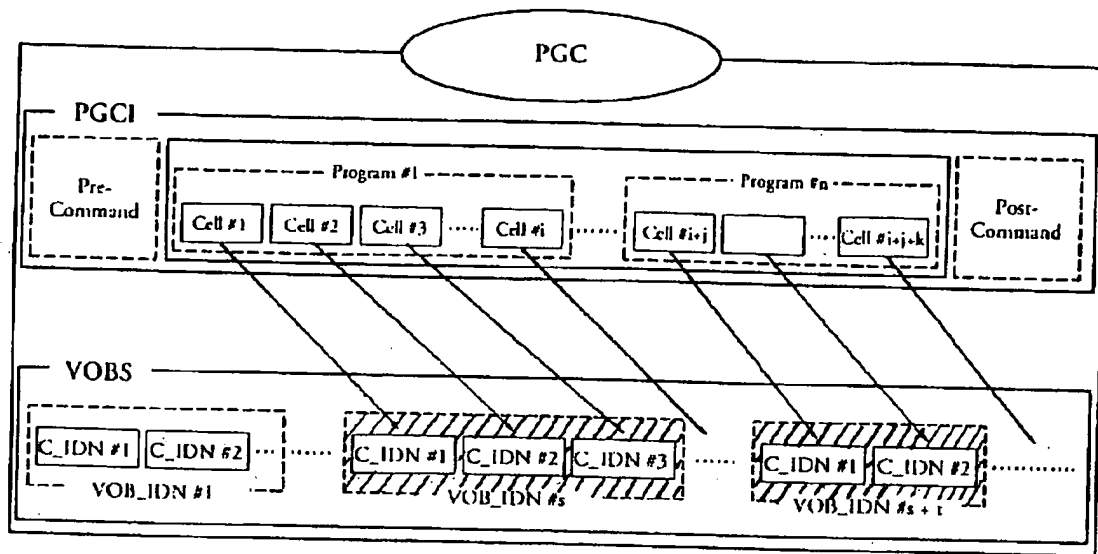 PGC
PGCI
Pre-
Command
Program #1
Cell #1
Cell #2
Cell #3
......
Cell #i
......
Program #n
Cell #i+j
....
Cell #i+j+k
Post-
Command
VOBS
C_IDN #1
C_IDN #2
VOB_IDN #1
C_IDN #1
C_IDN #2
C_IDN #3
VOB_IDN #s
C_IDN #1
C_IDN #2
VOB_IDN #s + t